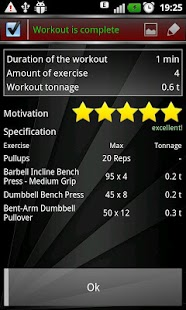 19:25
Workout is complete
Duration of the workout 1 min
Amount of exercise 4
Workout tonnage 0.6 t
Motivation
excellent!
Specification
Exercise Max Tonnage
Pullups 20 Reps -
Barbell Incline Bench Press - Medium Grip 95 x 4 0.2 t
Dumbbell Bench Press 45 x 8 0.2 t
Bent-Arm Dumbbell Pullover 50 x 12 0.3 t
Ok